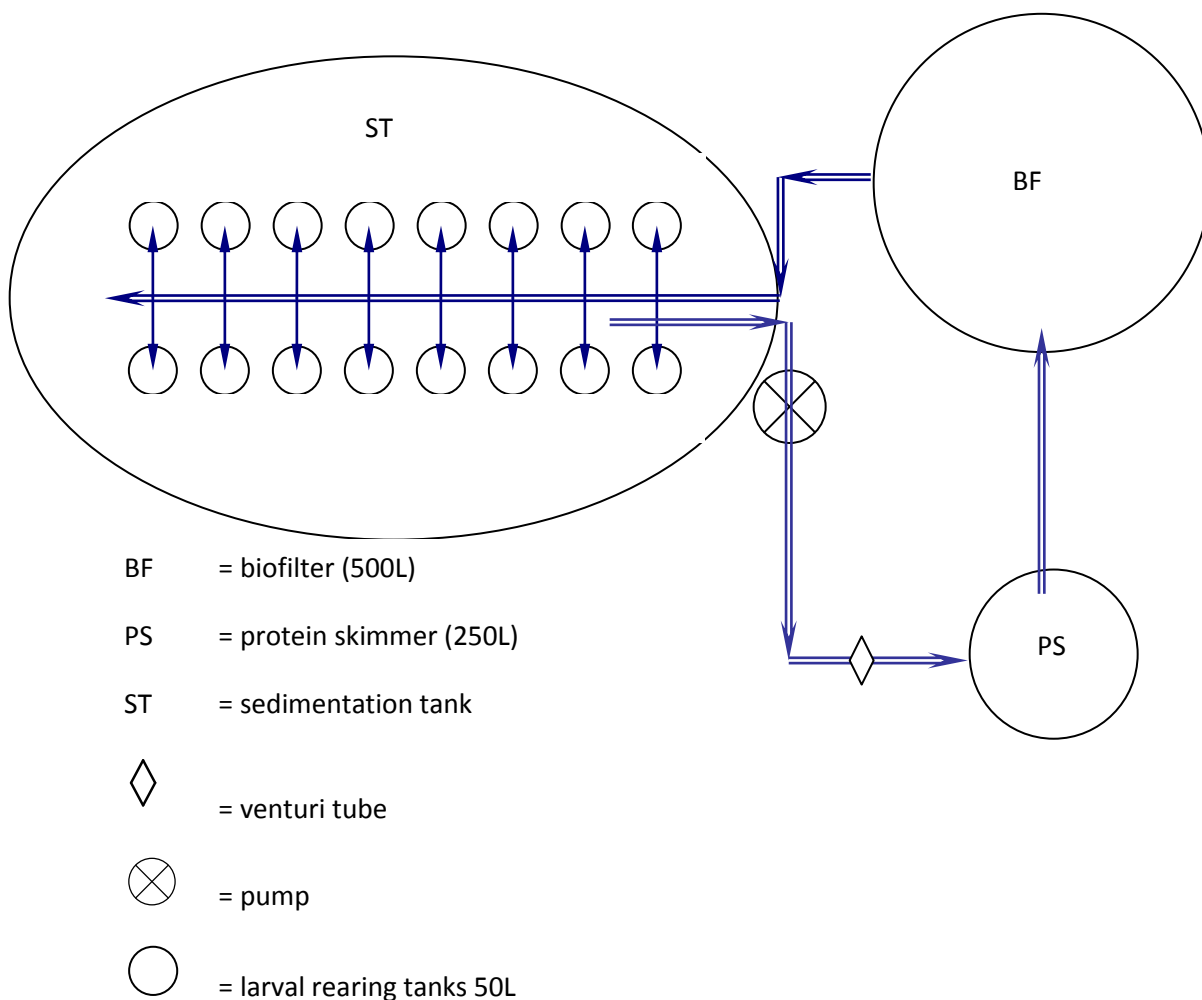 ST
BF
PS
BF = biofilter (500L)
PS = protein skimmer (250L)
ST = sedimentation tank
= venturi tube
= pump
= larval rearing tanks 50L